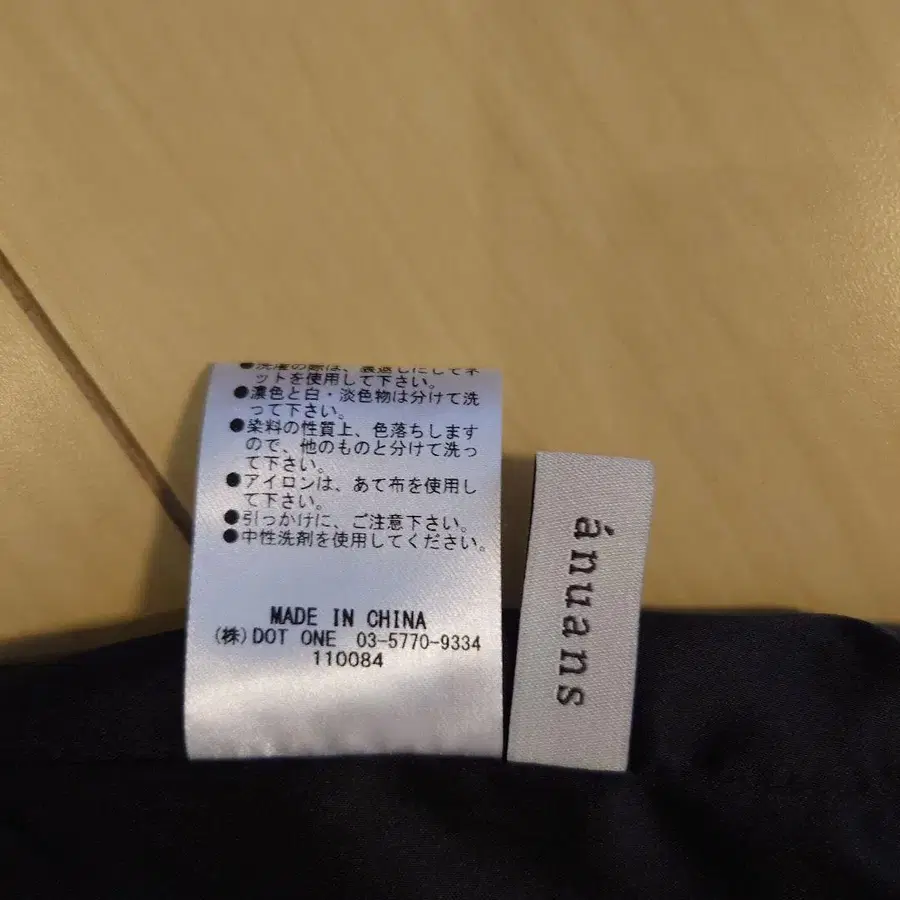 ●洗濯の際は、裏返しにしてネ
ットを使用して下さい。
●濃色と白・淡色物は分けて洗
って下さい。
●染料の性質上、色落ちします
ので、他のものと分けて洗っ
て下さい。
●アイロンは、あて布を使用し
て下さい。
●引っかけに、ご注意下さい。
●中性洗剤を使用してください。
MADE IN CHINA
(株)DOT ONE 03-5770-9334
110084
ánuans